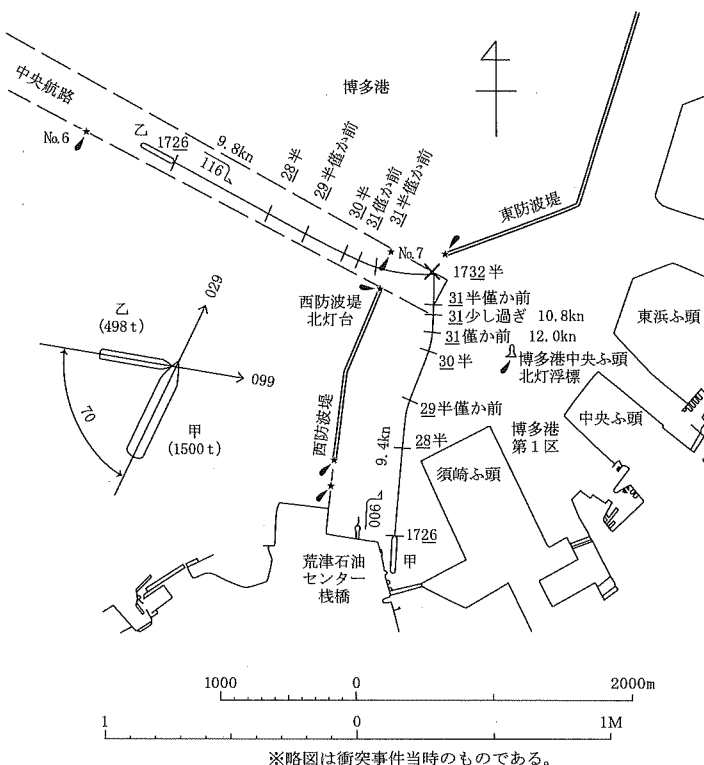 中央航路
博多港
No.6
乙
1726
116
9.8kn
28半
29半僅か前
30半
31僅か前
31半僅か前
No.7
東防波堤
1732半
西防波堤
北灯台
31半僅か前
31少し過ぎ 10.8kn
31僅か前 12.0kn
30半
博多港中央ふ頭
北灯浮標
東浜ふ頭
29半僅か前
28半
9.4kn
博多港
第1区
中央ふ頭
須崎ふ頭
西防波堤
006
1726
甲
荒津石油
センター
桟橋
乙
(498t)
029
099
70
甲
(1500t)
1000 0 2000m
1 0 1M
※略図は衝突事件当時のものである。